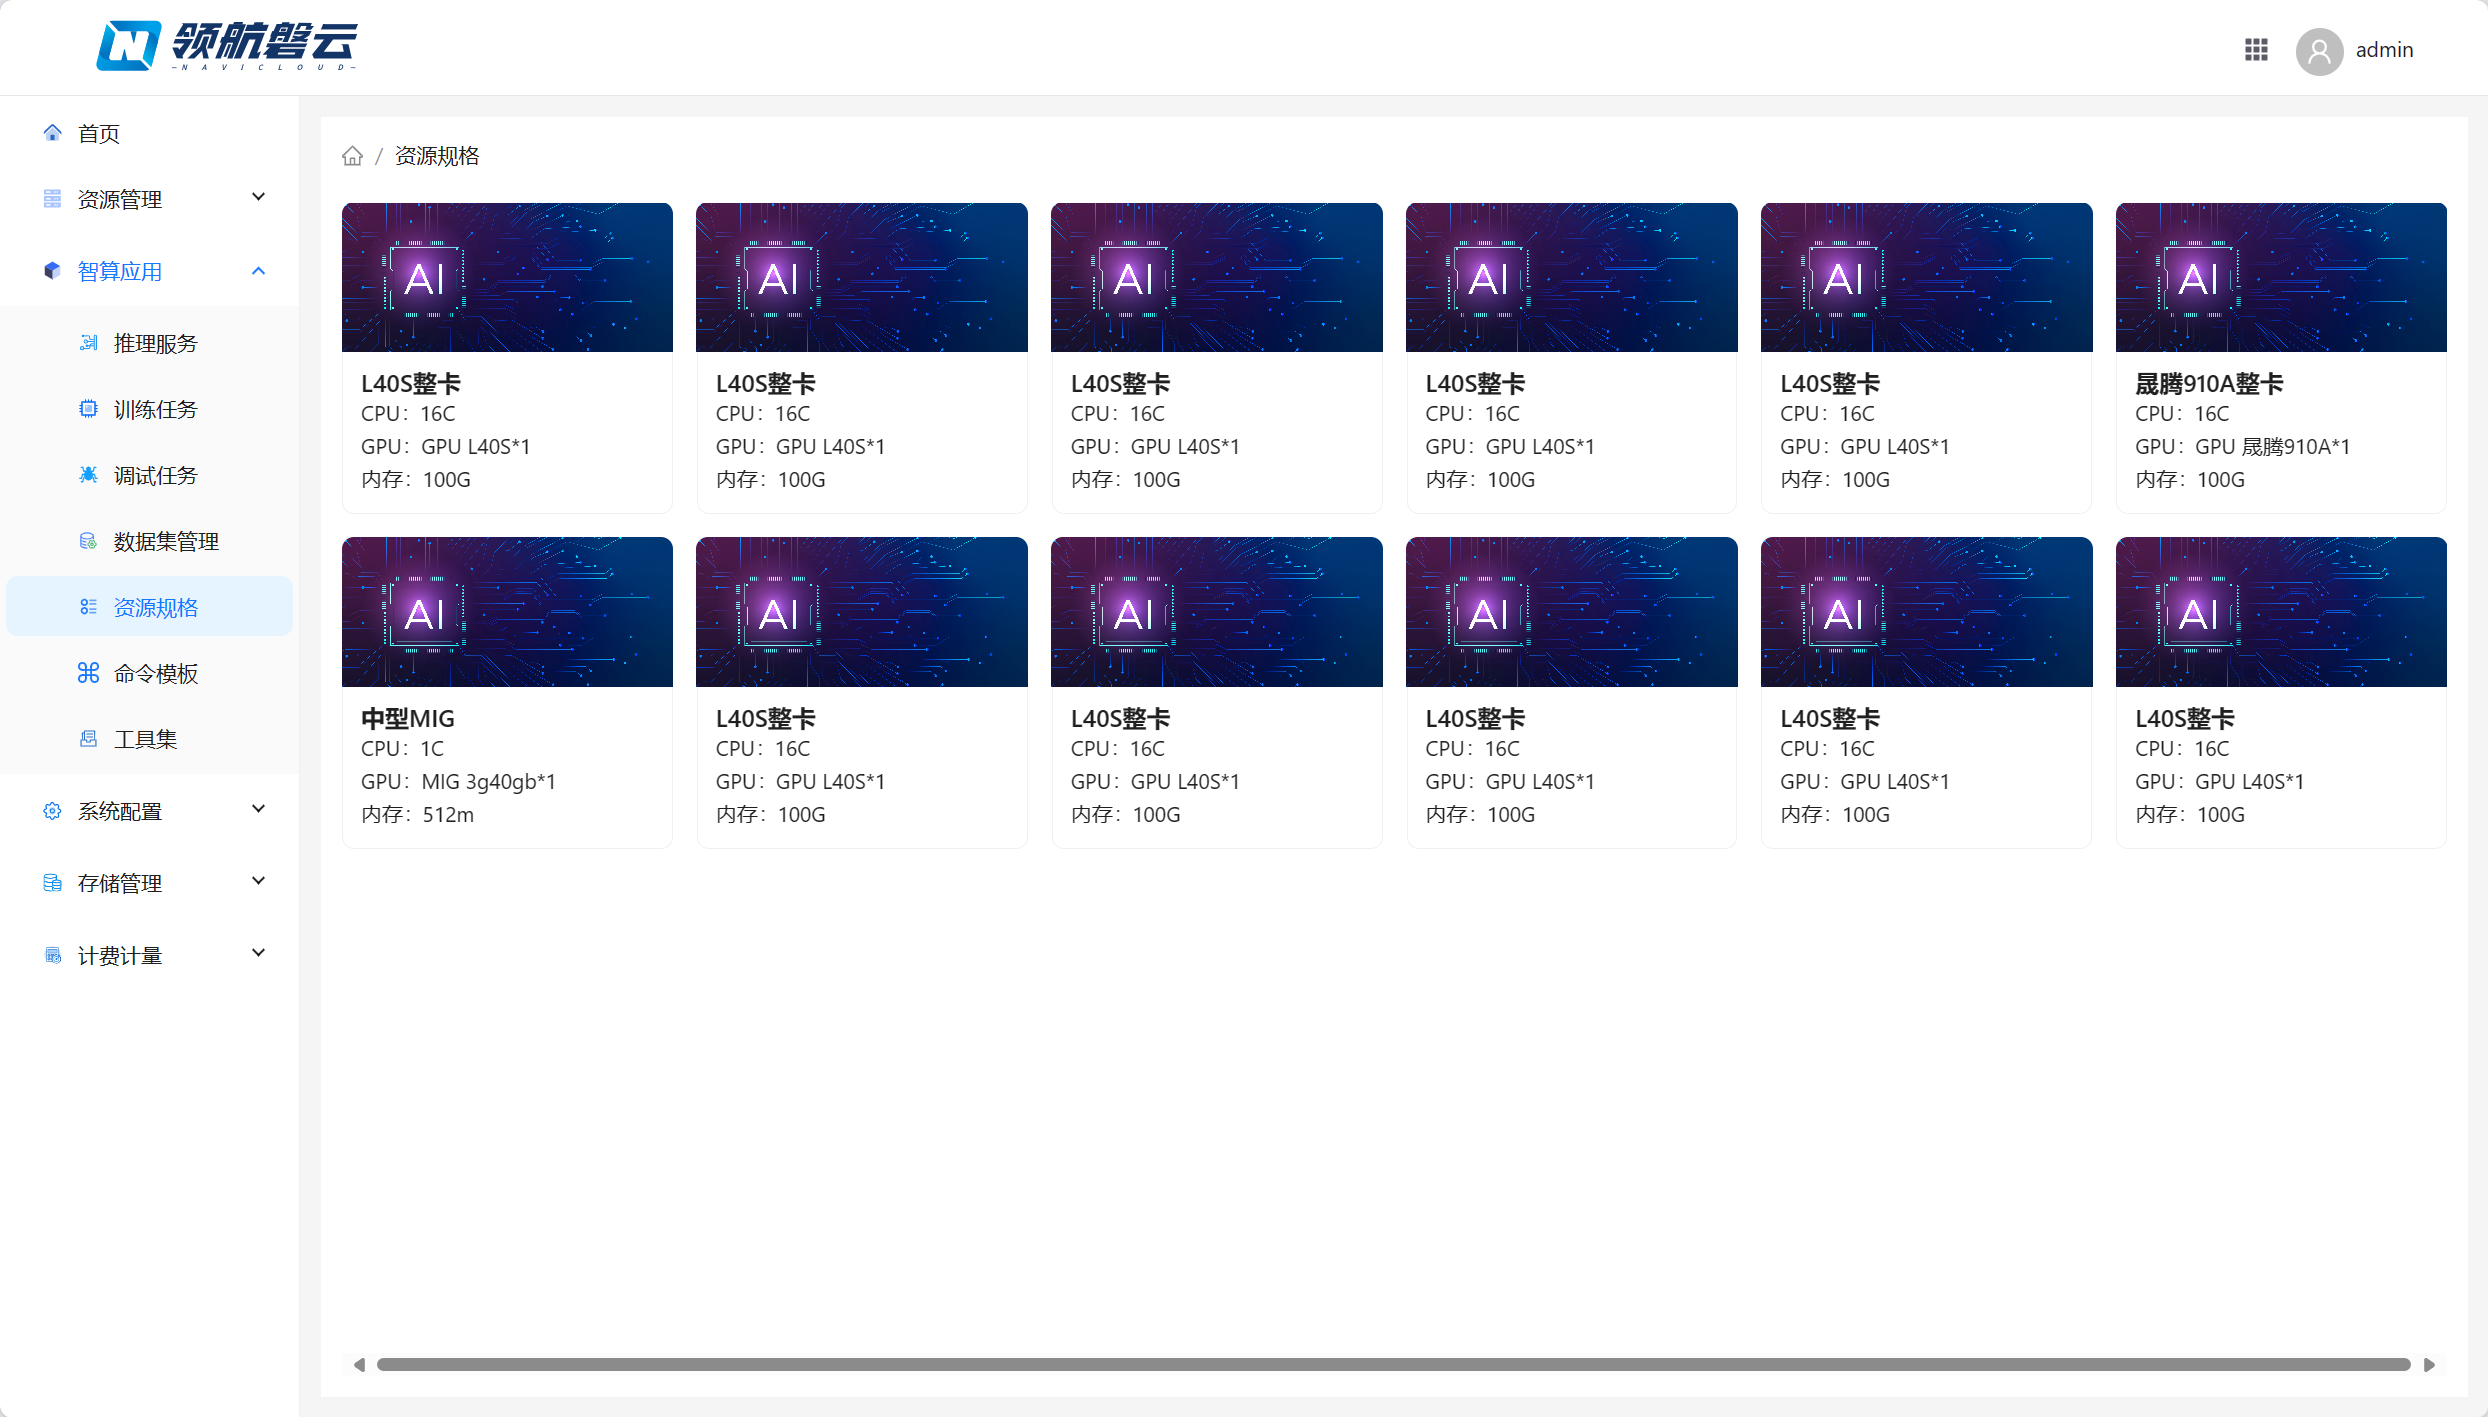 领航磐云
-NAVICLOUD-
admin
首页
资源管理
智算应用
推理服务
训练任务
调试任务
数据集管理
资源规格
命令模板
工具集
系统配置
存储管理
计费计量
/ 资源规格
AI
L40S整卡
CPU：16C
GPU：GPU L40S*1
内存：100G
AI
L40S整卡
CPU：16C
GPU：GPU L40S*1
内存：100G
AI
L40S整卡
CPU：16C
GPU：GPU L40S*1
内存：100G
AI
L40S整卡
CPU：16C
GPU：GPU L40S*1
内存：100G
AI
L40S整卡
CPU：16C
GPU：GPU L40S*1
内存：100G
AI
晟腾910A整卡
CPU：16C
GPU：GPU 晟腾910A*1
内存：100G
AI
中型MIG
CPU：1C
GPU：MIG 3g40gb*1
内存：512m
AI
L40S整卡
CPU：16C
GPU：GPU L40S*1
内存：100G
AI
L40S整卡
CPU：16C
GPU：GPU L40S*1
内存：100G
AI
L40S整卡
CPU：16C
GPU：GPU L40S*1
内存：100G
AI
L40S整卡
CPU：16C
GPU：GPU L40S*1
内存：100G
AI
L40S整卡
CPU：16C
GPU：GPU L40S*1
内存：100G